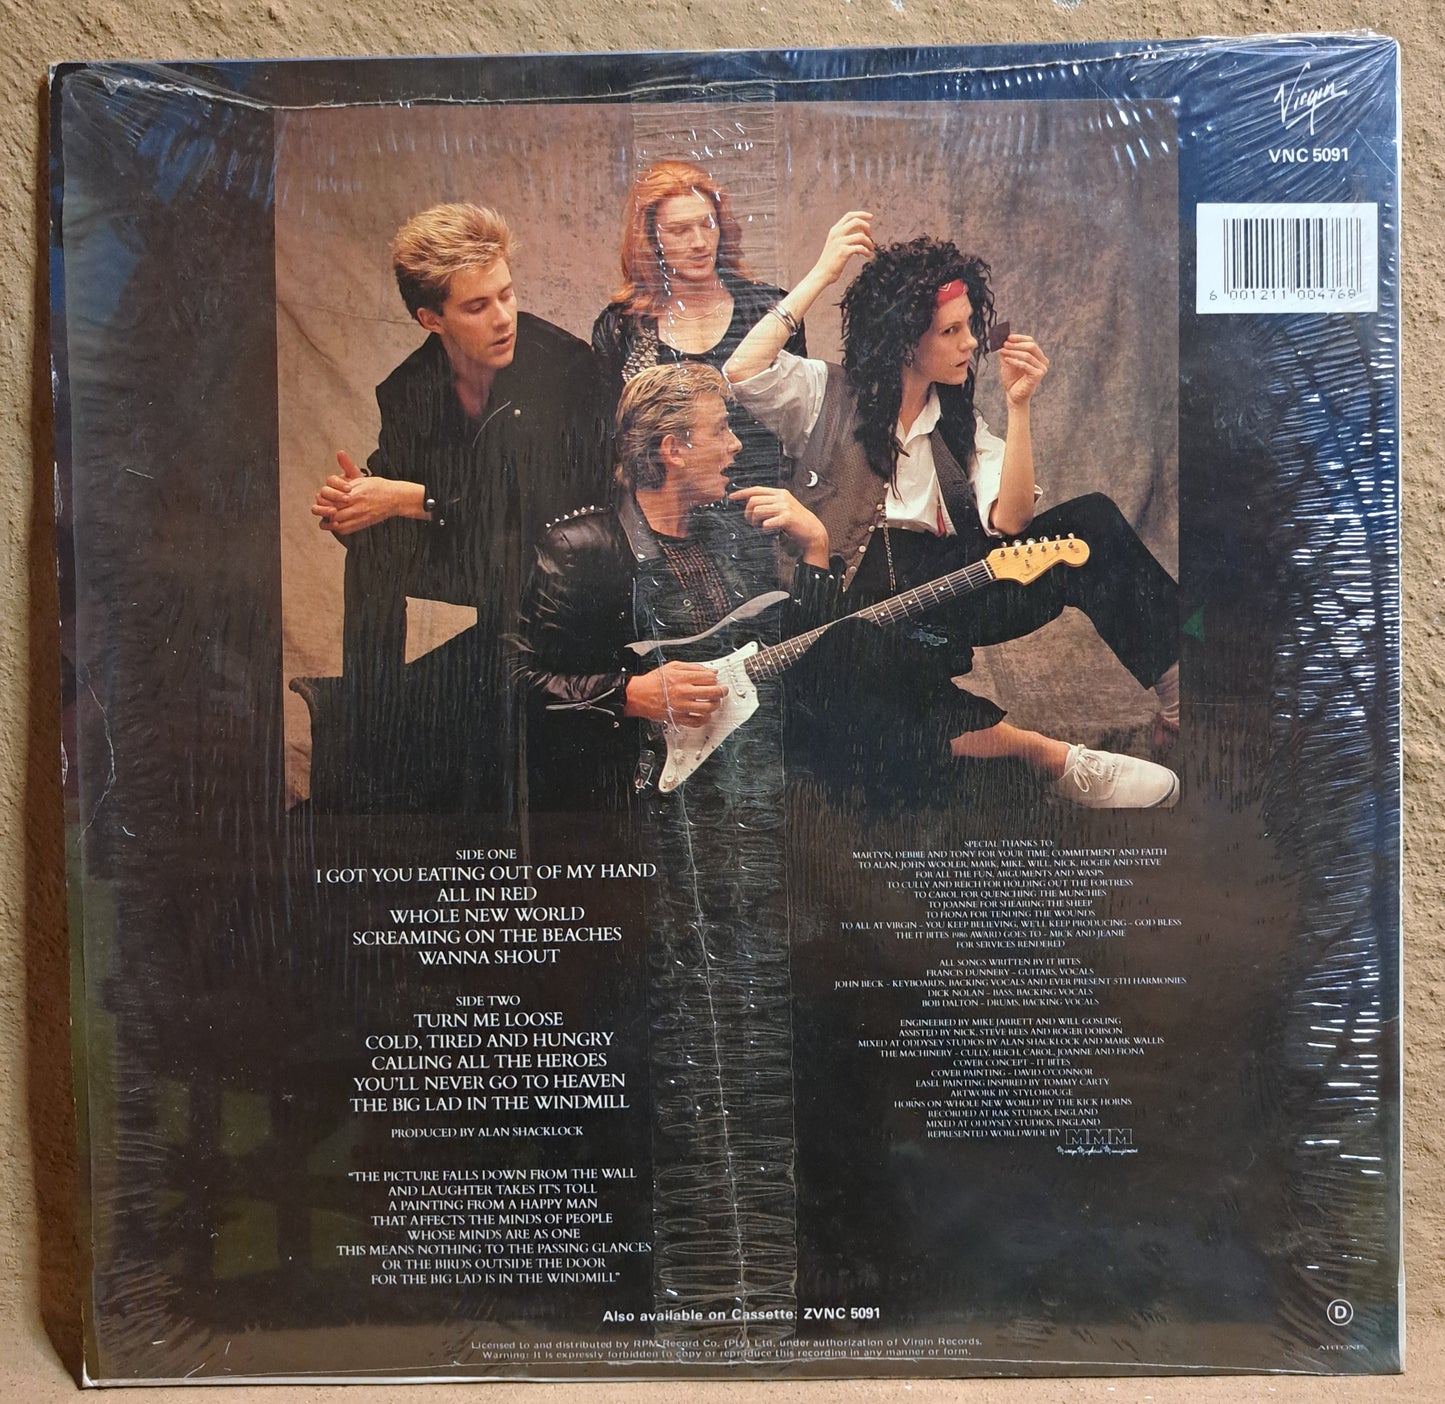 Virgin
VNC 5091
6 001211 004768
SIDE ONE
I GOT YOU EATING OUT OF MY HAND
ALL IN RED
WHOLE NEW WORLD
SCREAMING ON THE BEACHES
WANNA SHOUT
SIDE TWO
TURN ME LOOSE
COLD, TIRED AND HUNGRY
CALLING ALL THE HEROES
YOU'LL NEVER GO TO HEAVEN
THE BIG LAD IN THE WINDMILL
PRODUCED BY ALAN SHACKLOCK
"THE PICTURE FALLS DOWN FROM THE WALL
AND LAUGHTER TAKES IT'S TOLL
A PAINTING FROM A HAPPY MAN
THAT AFFECTS THE MINDS OF PEOPLE
WHOSE MINDS ARE AS ONE
THIS MEANS NOTHING TO THE PASSING GLANCES
OR THE BIRDS OUTSIDE THE DOOR
FOR THE BIG LAD IS IN THE WINDMILL"
SPECIAL THANKS TO:
MARTYN, DEBBIE AND TONY FOR YOUR TIME, COMMITMENT AND FAITH
TO ALAN, JOHN WOOLER, MARK, MIKE, WILL, NICK, ROGER AND STEVE
FOR ALL THE FUN, ARGUMENTS AND WASPS
TO CULLY AND REICH FOR HOLDING OUT THE FORTRESS
TO CAROL FOR QUENCHING THE MUNCHIES
TO JOANNE FOR SHEARING THE SHEEP
TO FIONA FOR TENDING THE WOUNDS
TO ALL AT VIRGIN – YOU KEEP BELIEVING, WE'LL KEEP PRODUCING – GOD BLESS
THE IT BITES 1986 AWARD GOES TO – MICK AND JEANIE
FOR SERVICES RENDERED
ALL SONGS WRITTEN BY IT BITES
FRANCIS DUNNERY – GUITARS, VOCALS
JOHN BECK – KEYBOARDS, BACKING VOCALS AND EVER PRESENT 5TH HARMONIES
DICK NOLAN – BASS, BACKING VOCALS
BOB DALTON – DRUMS, BACKING VOCALS
ENGINEERED BY MIKE JARRETT AND WILL GOSLING
ASSISTED BY NICK, STEVE REES AND ROGER DOBSON
MIXED AT ODDYSEY STUDIOS BY ALAN SHACKLOCK AND MARK WALLIS
THE MACHINERY – CULLY, REICH, CAROL, JOANNE AND FIONA
COVER CONCEPT – IT BITES
COVER PAINTING – DAVID O'CONNOR
EASEL PAINTING INSPIRED BY TOMMY CARTY
ARTWORK BY STYLOROUGE
HORNS ON 'WHOLE NEW WORLD' BY THE KICK HORNS
RECORDED AT RAK STUDIOS, ENGLAND
MIXED AT ODDYSEY STUDIOS, ENGLAND
REPRESENTED WORLDWIDE BY MMM
Management
Also available on Cassette: ZVNC 5091
D
Licensed to and distributed by RPM Record Co. (Pty) Ltd. under authorization of Virgin Records.
Warning: It is expressly forbidden to copy or reproduce this recording in any manner or form.
ARTONE